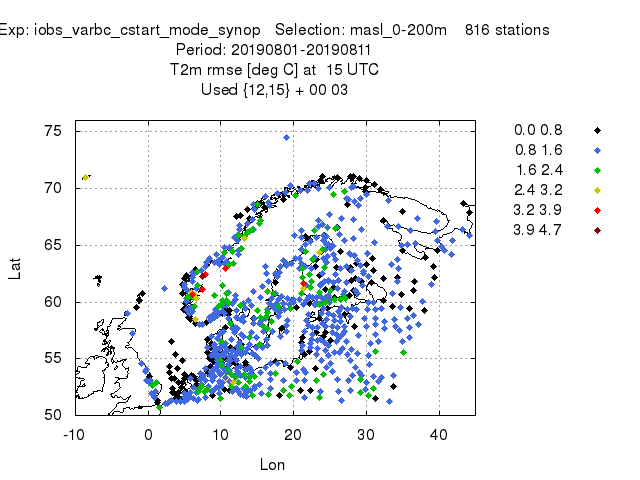 Exp: iobs_varbc_cstart_mode_synop   Selection: masl_0-200m    816 stations
Period: 20190801-20190811
T2m rmse [deg C] at  15 UTC
Used {12,15} + 00 03
0.0 0.8
0.8 1.6
1.6 2.4
2.4 3.2
3.2 3.9
3.9 4.7
75
70
65
60
55
50
Lat
-10 0 10 20 30 40
Lon